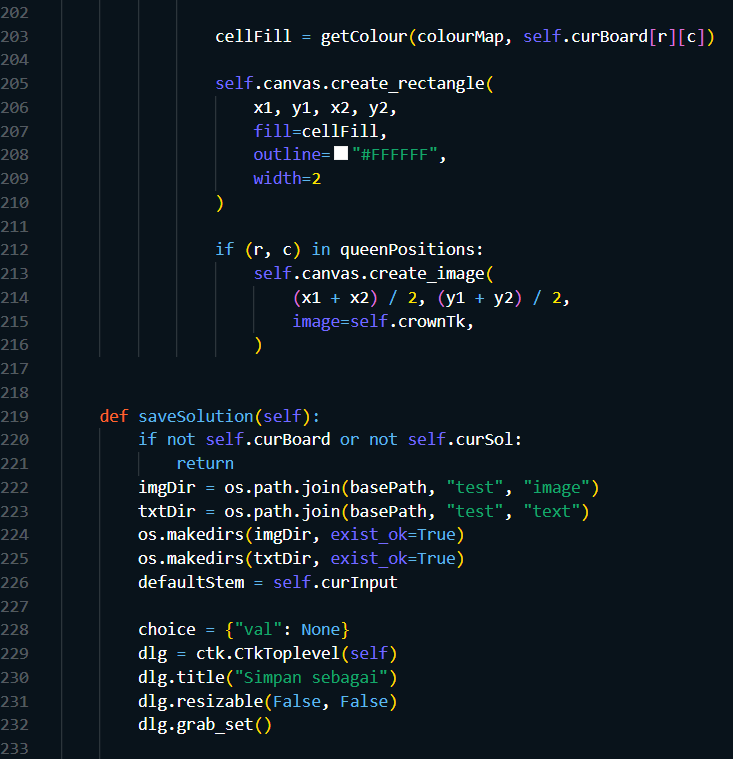 202
203 cellFill = getColour(colourMap, self.curBoard[r][c])
204
205 self.canvas.create_rectangle(
206 x1, y1, x2, y2,
207 fill=cellFill,
208 outline="#FFFFFF",
209 width=2
210 )
211
212 if (r, c) in queenPositions:
213 self.canvas.create_image(
214 (x1 + x2) / 2, (y1 + y2) / 2,
215 image=self.crownTk,
216 )
217
218
219 def saveSolution(self):
220 if not self.curBoard or not self.curSol:
221 return
222 imgDir = os.path.join(basePath, "test", "image")
223 txtDir = os.path.join(basePath, "test", "text")
224 os.makedirs(imgDir, exist_ok=True)
225 os.makedirs(txtDir, exist_ok=True)
226 defaultStem = self.curInput
227
228 choice = {"val": None}
229 dlg = ctk.CTkToplevel(self)
230 dlg.title("Simpan sebagai")
231 dlg.resizable(False, False)
232 dlg.grab_set()
233